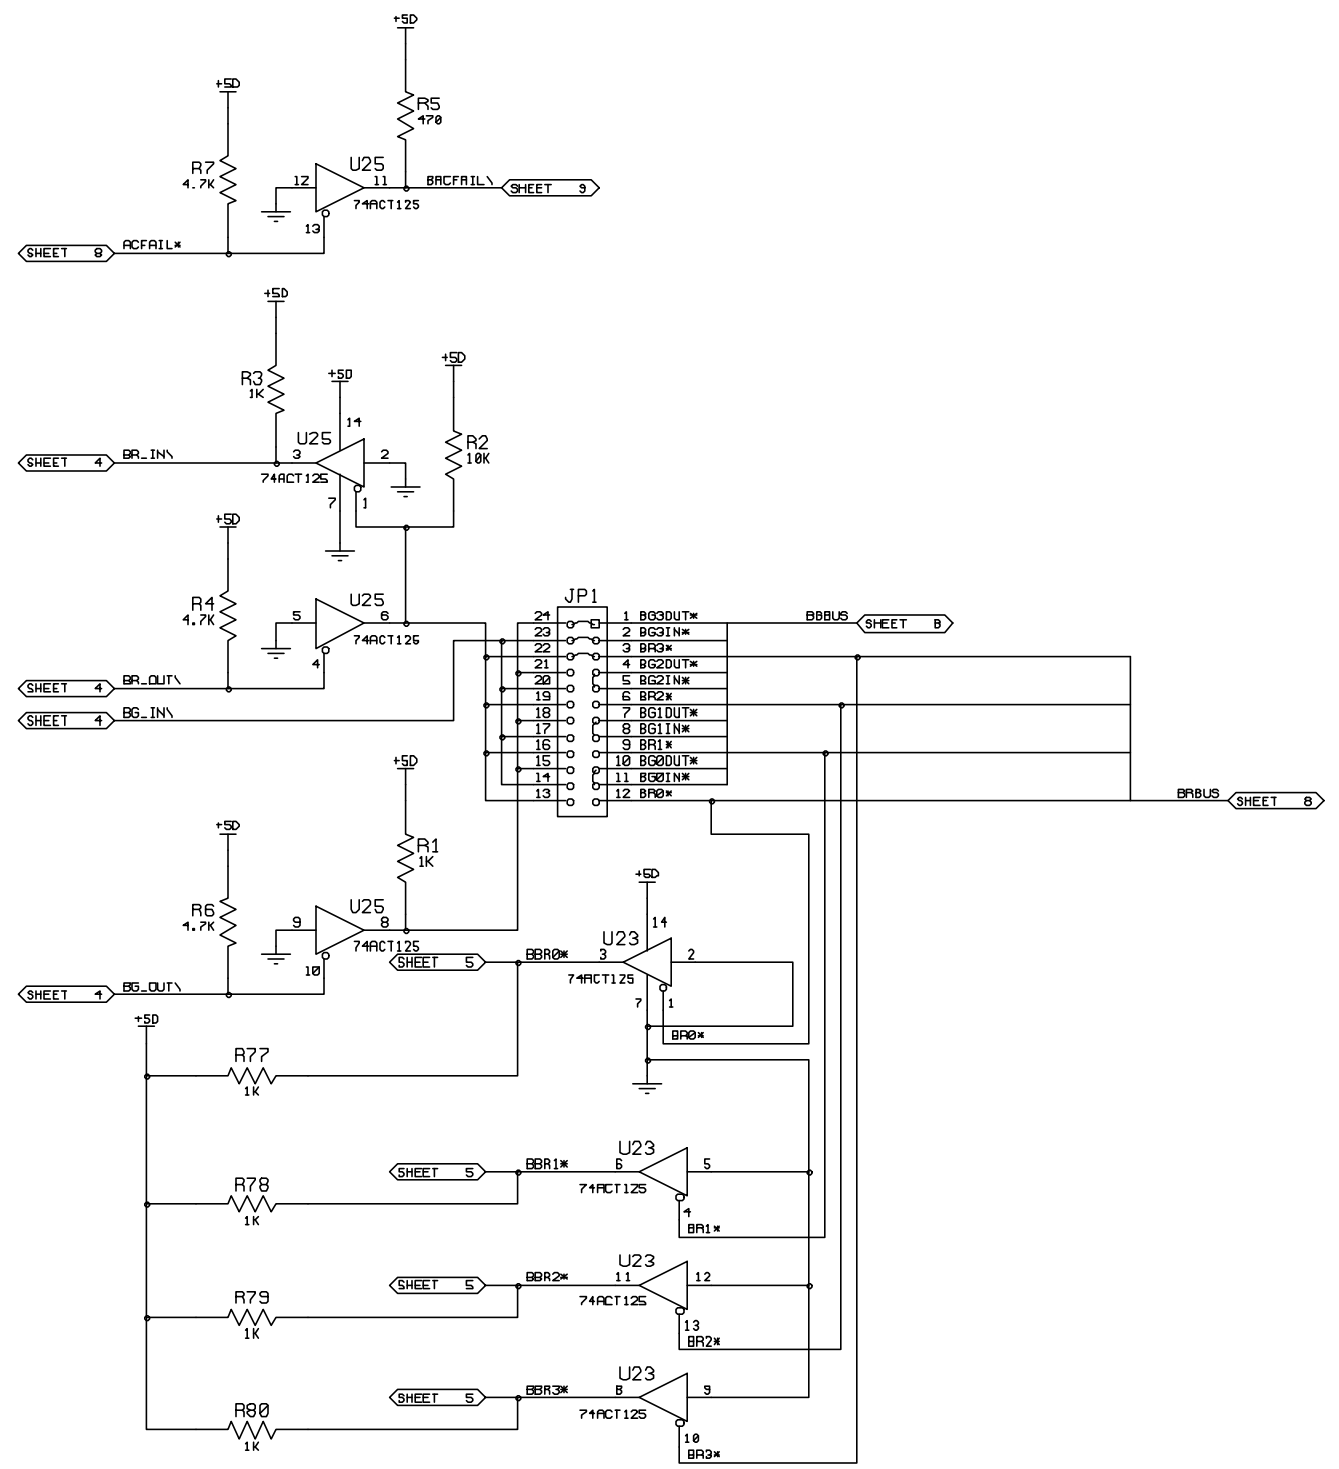 +5D
+5D
R5
470
R7
4.7K
U25
12
11
BACFAIL\
SHEET 9
74ACT125
13
ACFAIL*
SHEET 8
+5D
+5D
+5D
R3
1K
14
U25
R2
10K
BR_IN\
3
2
SHEET 4
74ACT125
7
1
+5D
R4
4.7K
U25
5
6
74ACT125
4
BR_OUT\
SHEET 4
BG_IN\
SHEET 4
JP1
24 1 BG3OUT*
BBBUS
SHEET 8
23 2 BG3IN*
22 3 BR3*
21 4 BG2OUT*
20 5 BG2IN*
19 6 BR2*
18 7 BG1OUT*
17 8 BG1IN*
16 9 BR1*
15 10 BG0OUT*
14 11 BG0IN*
13 12 BR0*
BRBUS
SHEET 8
+5D
R1
1K
+5D
R6
4.7K
U25
9
8
74ACT125
10
BG_OUT\
SHEET 4
+5D
14
U23
BBR0*
3
2
SHEET 5
74ACT125
7
1
BR0*
+5D
R77
1K
U23
BBR1*
6
5
SHEET 5
74ACT125
4
BR1*
R78
1K
U23
BBR2*
11
12
SHEET 5
74ACT125
13
BR2*
R79
1K
U23
BBR3*
8
9
SHEET 5
74ACT125
10
BR3*
R80
1K